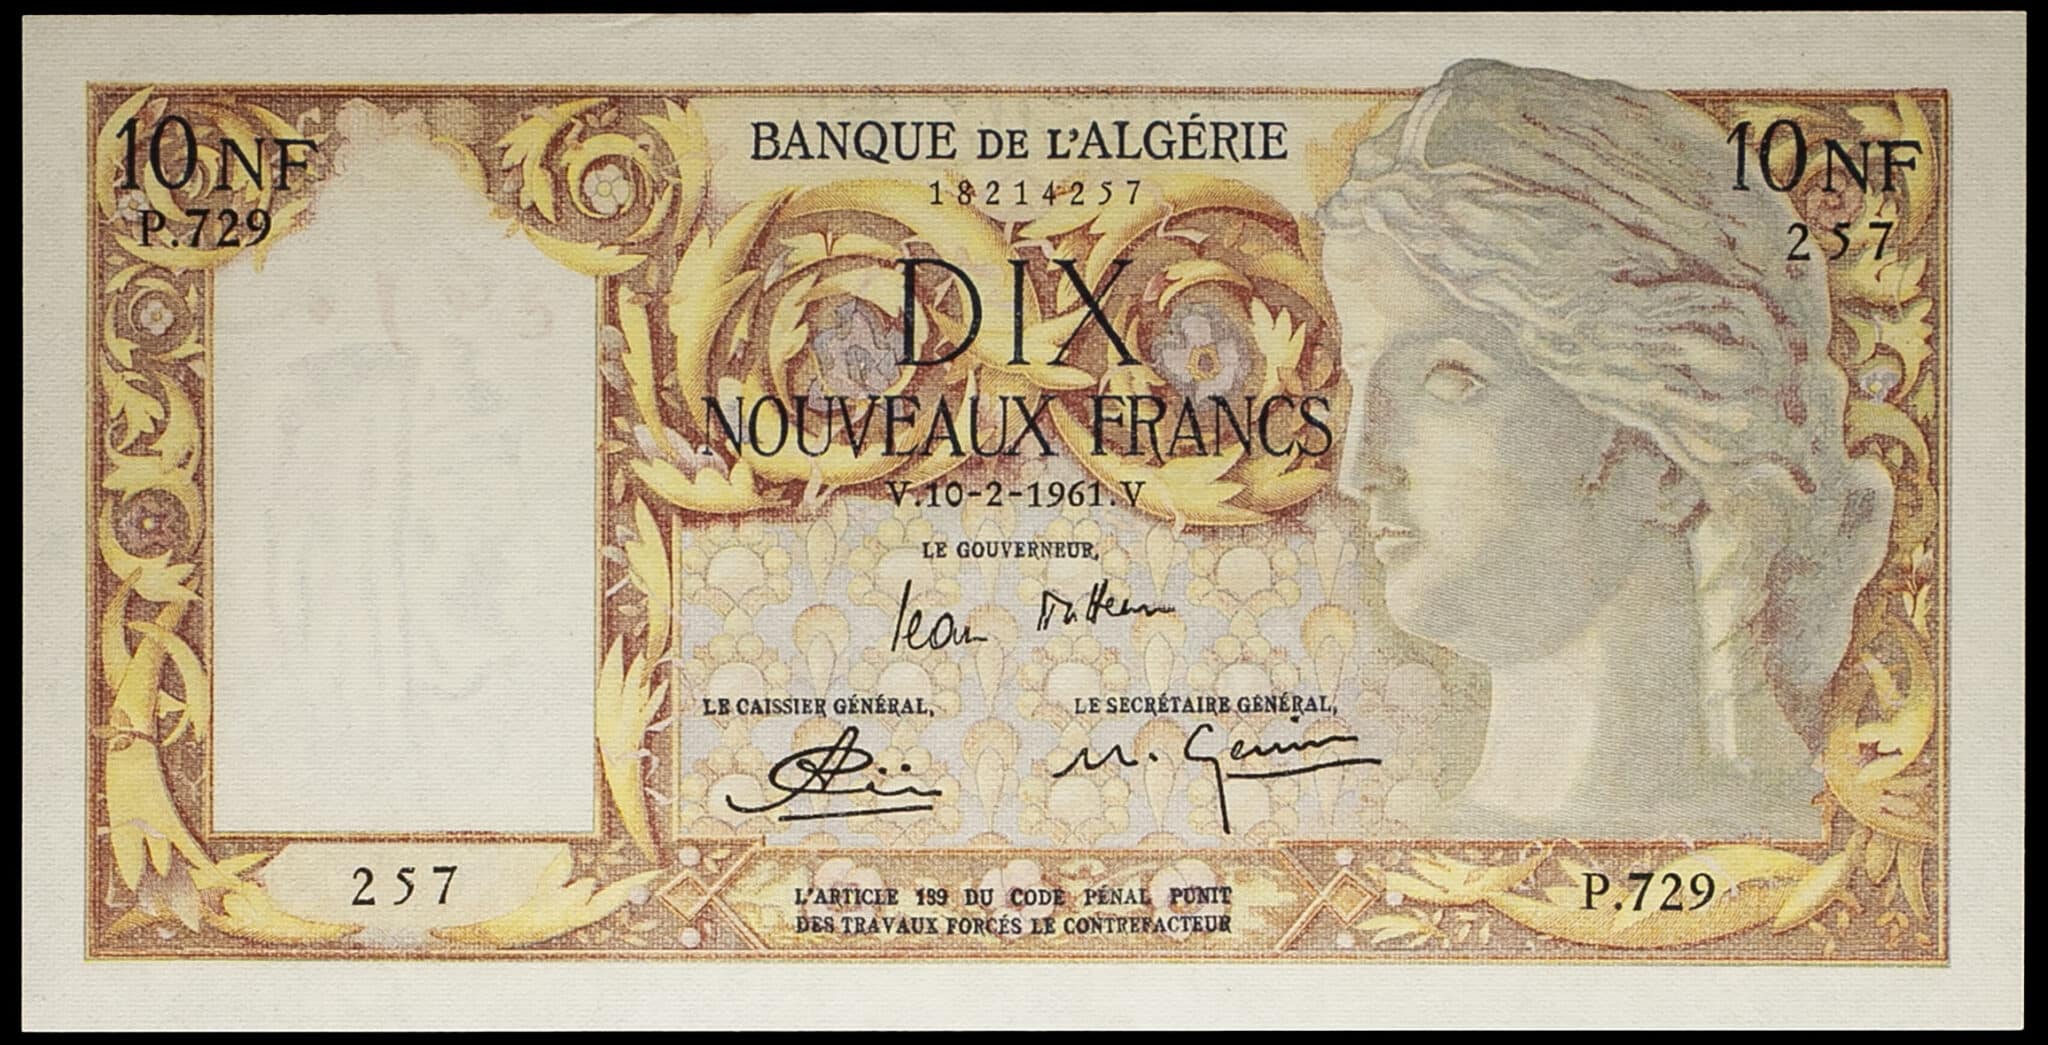 10 NF
P.729
BANQUE DE L'ALGÉRIE
18214257
10 NF
257
DIX
NOUVEAUX FRANCS
V.10-2-1961.V
LE GOUVERNEUR,
Jean
LE CAISSIER GÉNÉRAL,
LE SECRÉTAIRE GÉNÉRAL,
257
L'ARTICLE 139 DU CODE PÉNAL PUNIT
DES TRAVAUX FORCÉS LE CONTREFACTEUR
P.729